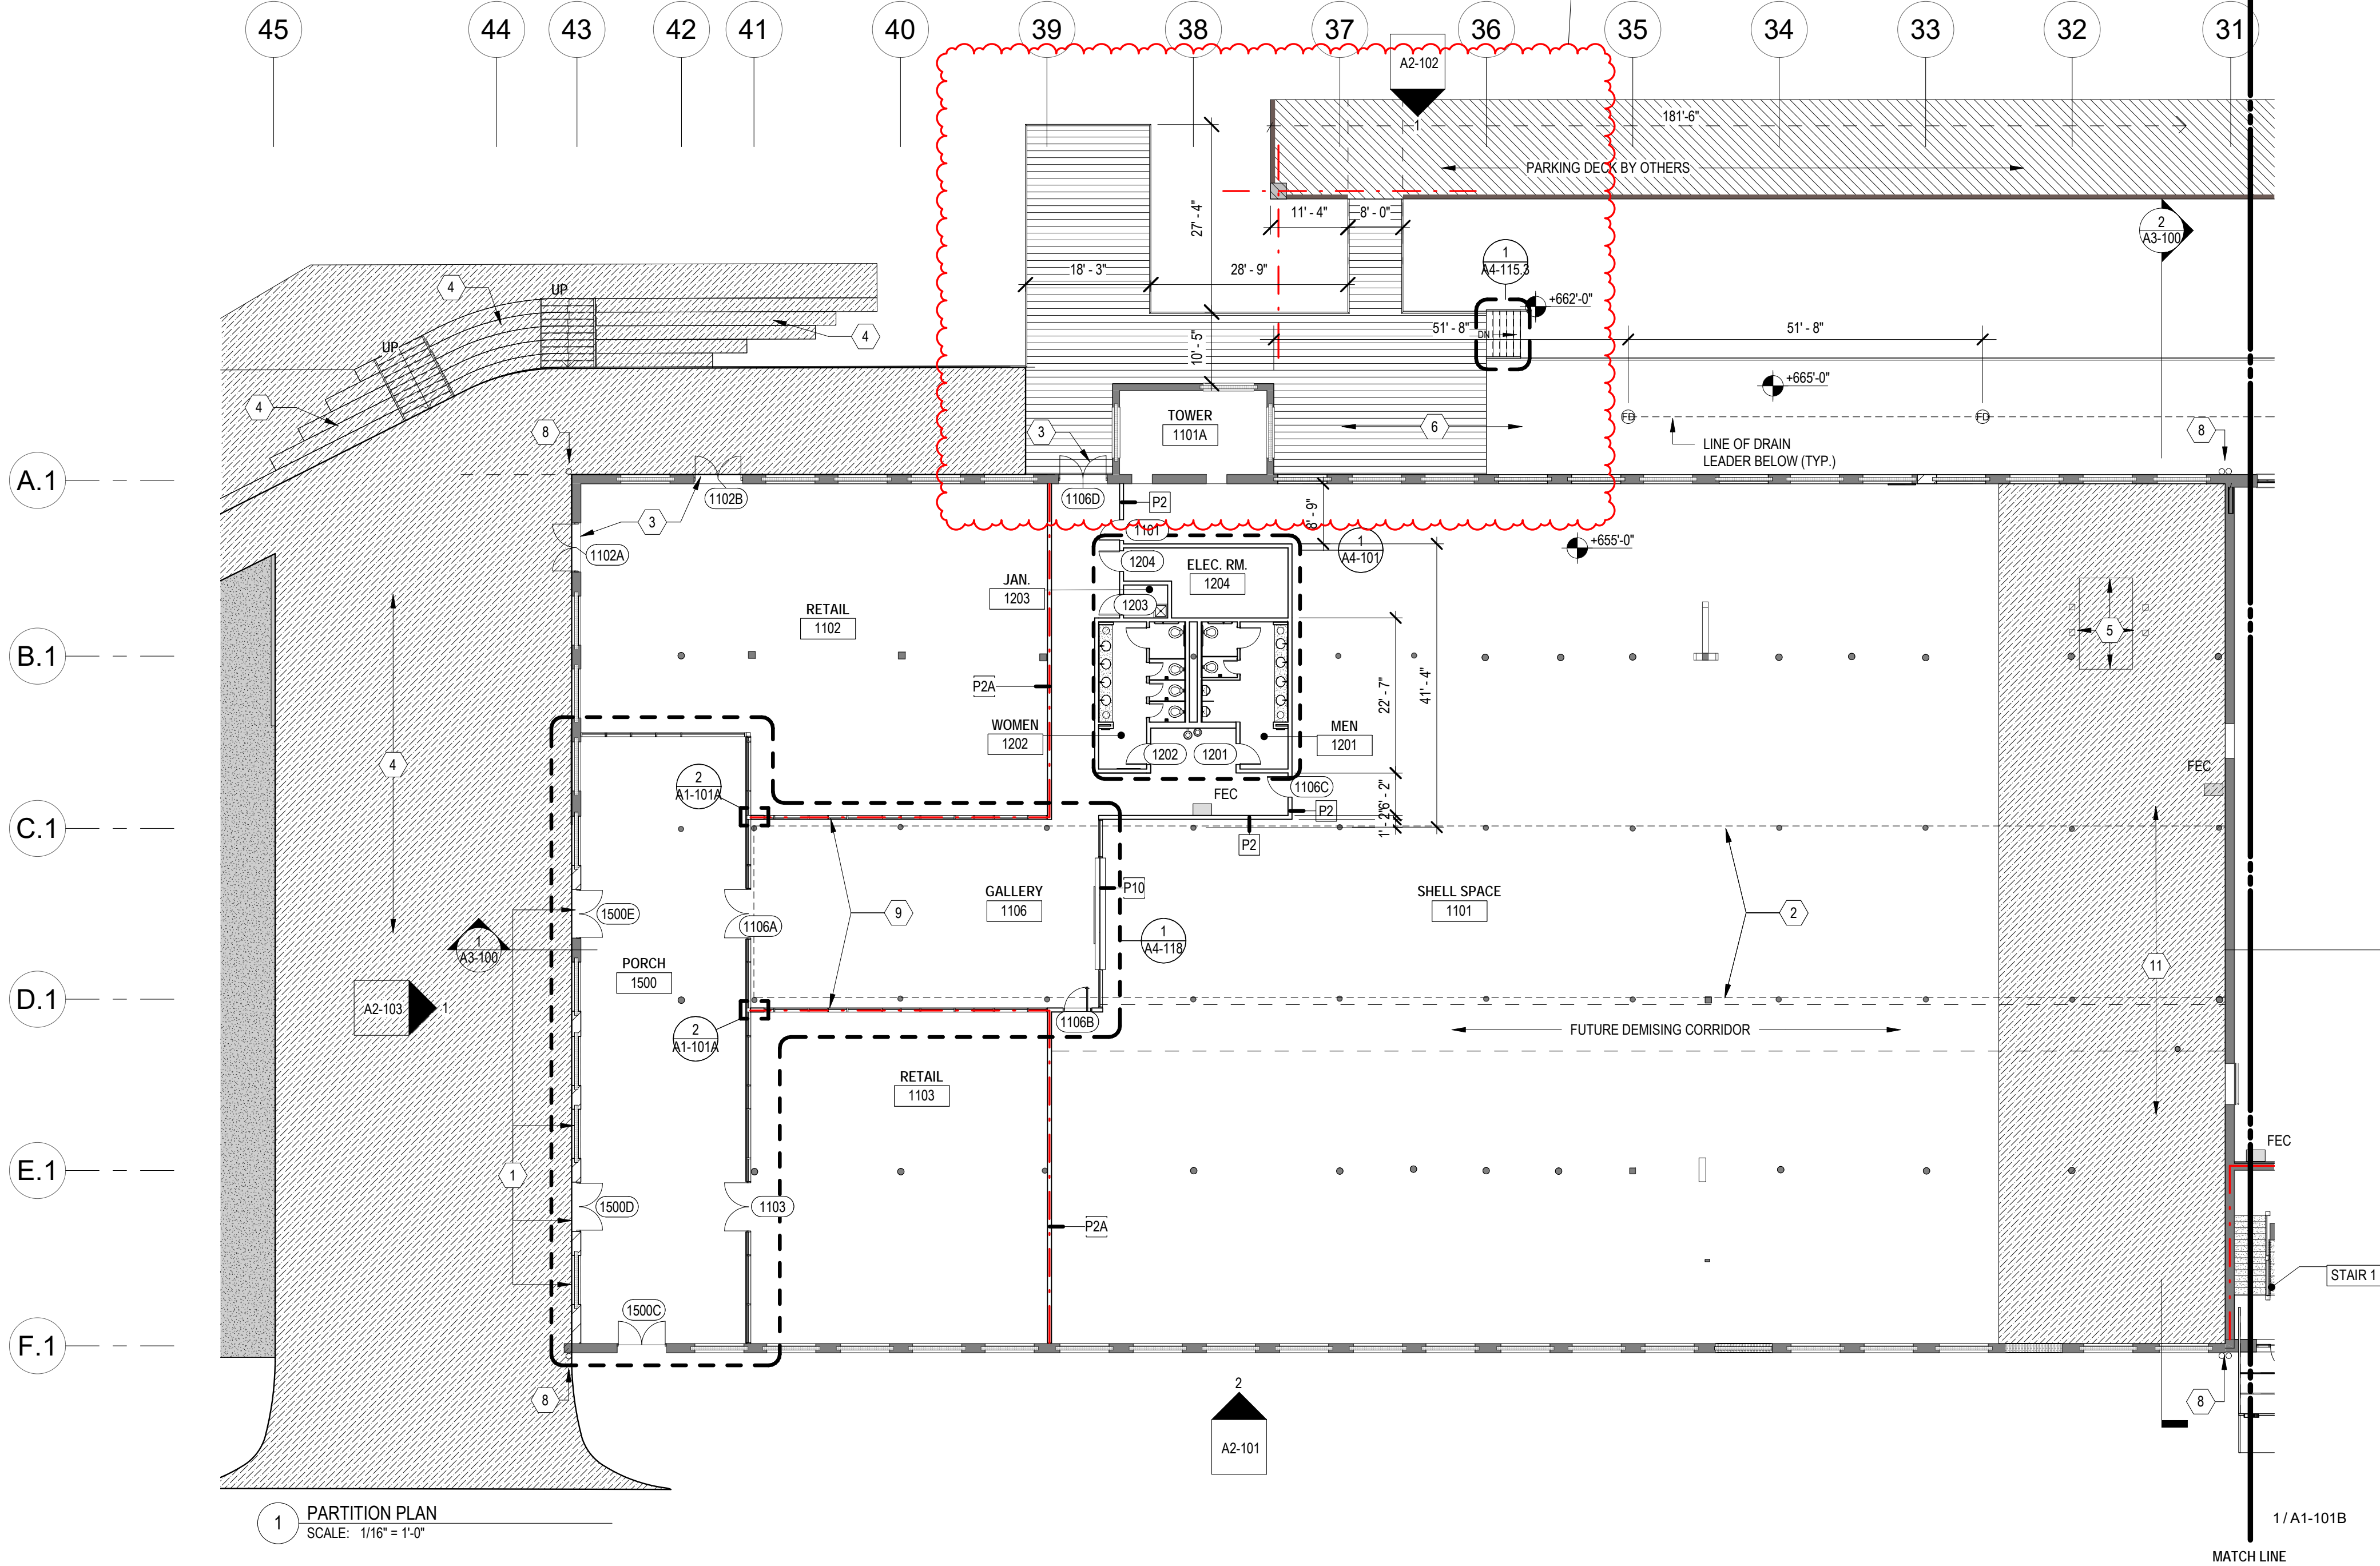 45
44
43
42
41
40
39
38
37
36
35
34
33
32
31
A2-102
1
181'-6"
PARKING DECK BY OTHERS
11' - 4"
8' - 0"
27' - 4"
2
A3-100
18' - 3"
28' - 9"
1
A4-115.3
+662'-0"
4
UP
4
UP
51' - 8"
DN
51' - 8"
10' - 5"
+665'-0"
4
TOWER
1101A
FD
FD
8
3
6
8
LINE OF DRAIN
LEADER BELOW (TYP.)
A.1
1102B
1106D
P2
3
8' - 9"
1101
1102A
1
A4-101
+655'-0"
1204
ELEC. RM.
1204
JAN.
1203
1203
RETAIL
1102
5
B.1
P2A
22' - 7"
41' - 4"
WOMEN
1202
MEN
1201
1202
1201
4
2
A1-101A
1106C
FEC
FEC
P2
6' - 2"
1' - 2"
C.1
P2
GALLERY
1106
P10
SHELL SPACE
1101
1500E
1106A
9
2
1
A4-118
1
A3-100
PORCH
1500
11
D.1
A2-103
1
1106B
2
A1-101A
FUTURE DEMISING CORRIDOR
RETAIL
1103
FEC
E.1
1
1500D
1103
P2A
STAIR 1
1500C
F.1
8
2
A2-101
8
1
PARTITION PLAN
SCALE: 1/16" = 1'-0"
1 / A1-101B
MATCH LINE